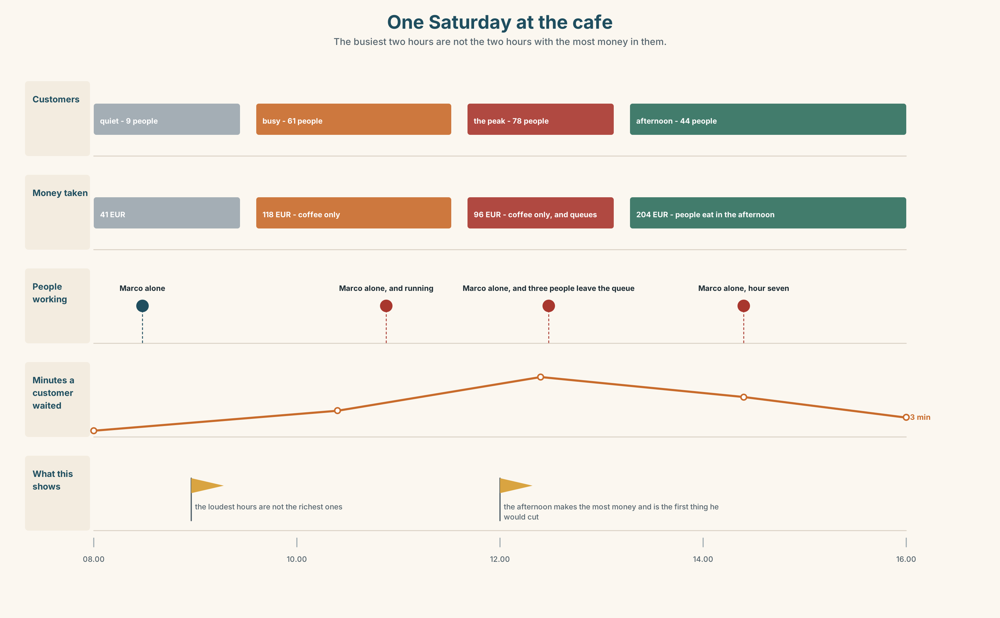 One Saturday at the cafe
The busiest two hours are not the two hours with the most money in them.
Customers
quiet - 9 people
busy - 61 people
the peak - 78 people
afternoon - 44 people
Money taken
41 EUR
118 EUR - coffee only
96 EUR - coffee only, and queues
204 EUR - people eat in the afternoon
People
working
Marco alone
Marco alone, and running
Marco alone, and three people leave the queue
Marco alone, hour seven
Minutes a
customer
waited
3 min
What this
shows
the loudest hours are not the richest ones
the afternoon makes the most money and is the first thing he
would cut
08.00
10.00
12.00
14.00
16.00